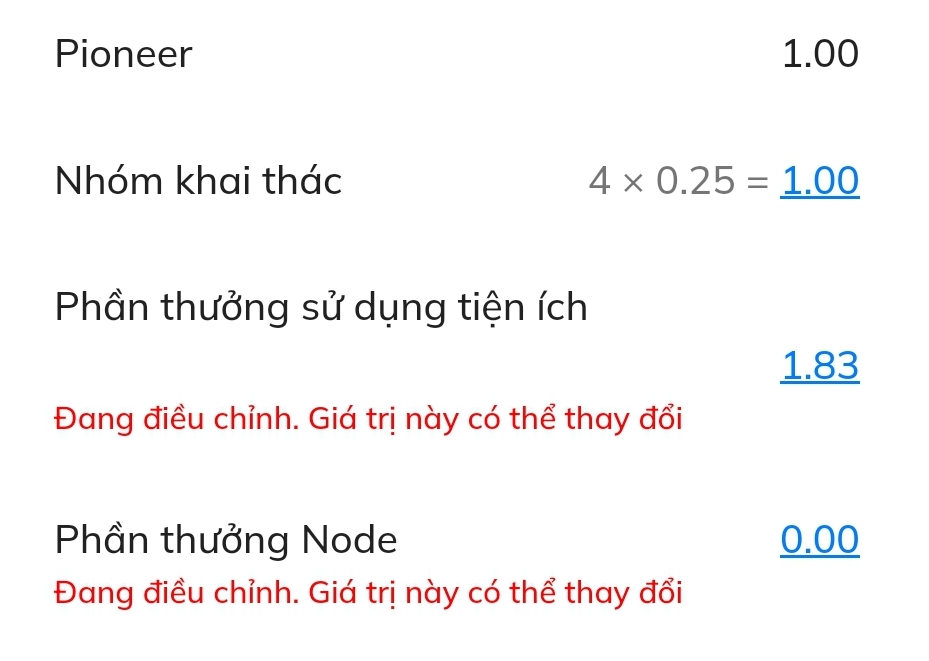 Pioneer 1.00
Nhóm khai thác 4 × 0.25 = 1.00
Phần thưởng sử dụng tiện ích
1.83
Đang điều chỉnh. Giá trị này có thể thay đổi
Phần thưởng Node 0.00
Đang điều chỉnh. Giá trị này có thể thay đổi